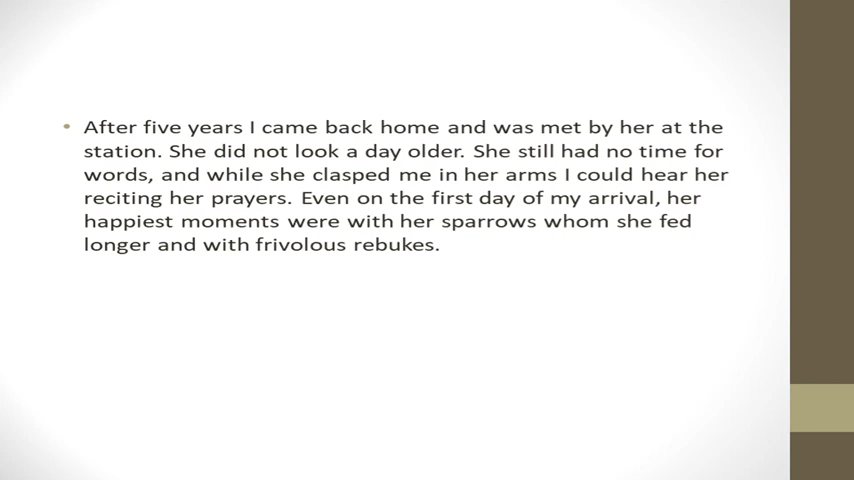 • After five years I came back home and was met by her at the
station. She did not look a day older. She still had no time for
words, and while she clasped me in her arms I could hear her
reciting her prayers. Even on the first day of my arrival, her
happiest moments were with her sparrows whom she fed
longer and with frivolous rebukes.